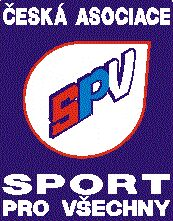 ČESKÁ ASOCIACE
SPV
SPORT
PRO VŠECHNY